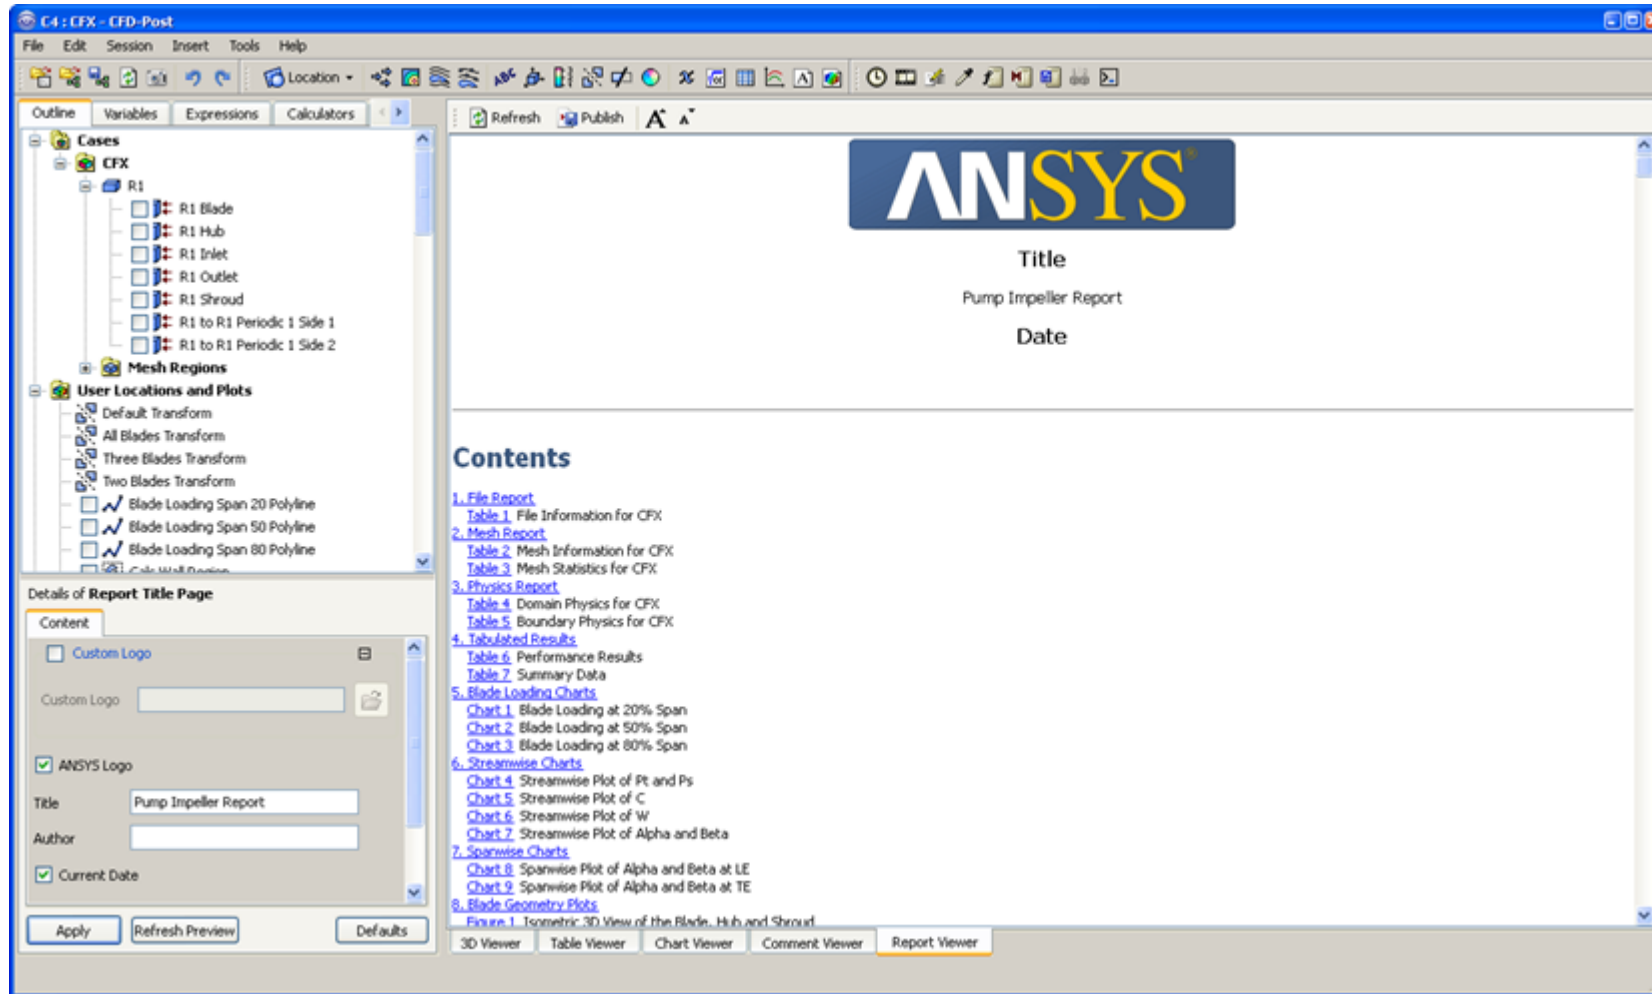 C4 : CFX - CFD-Post
File Edit Session Insert Tools Help
Location
Outline Variables Expressions Calculators
Refresh Publish
Cases
CFX
R1
R1 Blade
R1 Hub
R1 Inlet
R1 Outlet
R1 Shroud
R1 to R1 Periodic 1 Side 1
R1 to R1 Periodic 1 Side 2
Mesh Regions
User Locations and Plots
Default Transform
All Blades Transform
Three Blades Transform
Two Blades Transform
Blade Loading Span 20 Polyline
Blade Loading Span 50 Polyline
Blade Loading Span 80 Polyline
Calc Wall Region
Details of Report Title Page
Content
Custom Logo
Custom Logo
ANSYS Logo
Title Pump Impeller Report
Author
Current Date
Apply Refresh Preview Defaults
ANSYS®
Title
Pump Impeller Report
Date
Contents
1. File Report
Table 1 File Information for CFX
2. Mesh Report
Table 2 Mesh Information for CFX
Table 3 Mesh Statistics for CFX
3. Physics Report
Table 4 Domain Physics for CFX
Table 5 Boundary Physics for CFX
4. Tabulated Results
Table 6 Performance Results
Table 7 Summary Data
5. Blade Loading Charts
Chart 1 Blade Loading at 20% Span
Chart 2 Blade Loading at 50% Span
Chart 3 Blade Loading at 80% Span
6. Streamwise Charts
Chart 4 Streamwise Plot of Pt and Ps
Chart 5 Streamwise Plot of C
Chart 6 Streamwise Plot of W
Chart 7 Streamwise Plot of Alpha and Beta
7. Spanwise Charts
Chart 8 Spanwise Plot of Alpha and Beta at LE
Chart 9 Spanwise Plot of Alpha and Beta at TE
8. Blade Geometry Plots
Figure 1 Isometric 3D View of the Blade, Hub and Shroud
3D Viewer Table Viewer Chart Viewer Comment Viewer Report Viewer